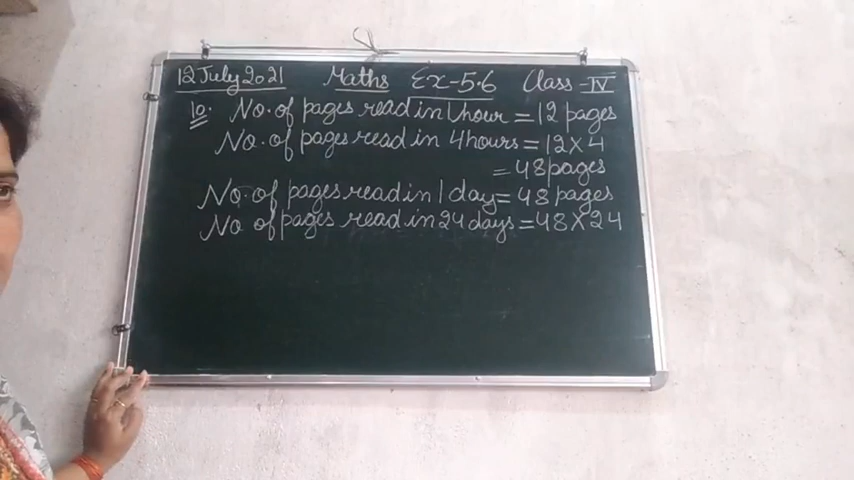 12 July 2021 Maths Ex-5.6 Class-IV
10. No. of pages read in 1 hour = 12 pages
No. of pages read in 4 hours = 12 X 4
= 48 pages
No. of pages read in 1 day = 48 pages
No of pages read in 24 days = 48 X 24